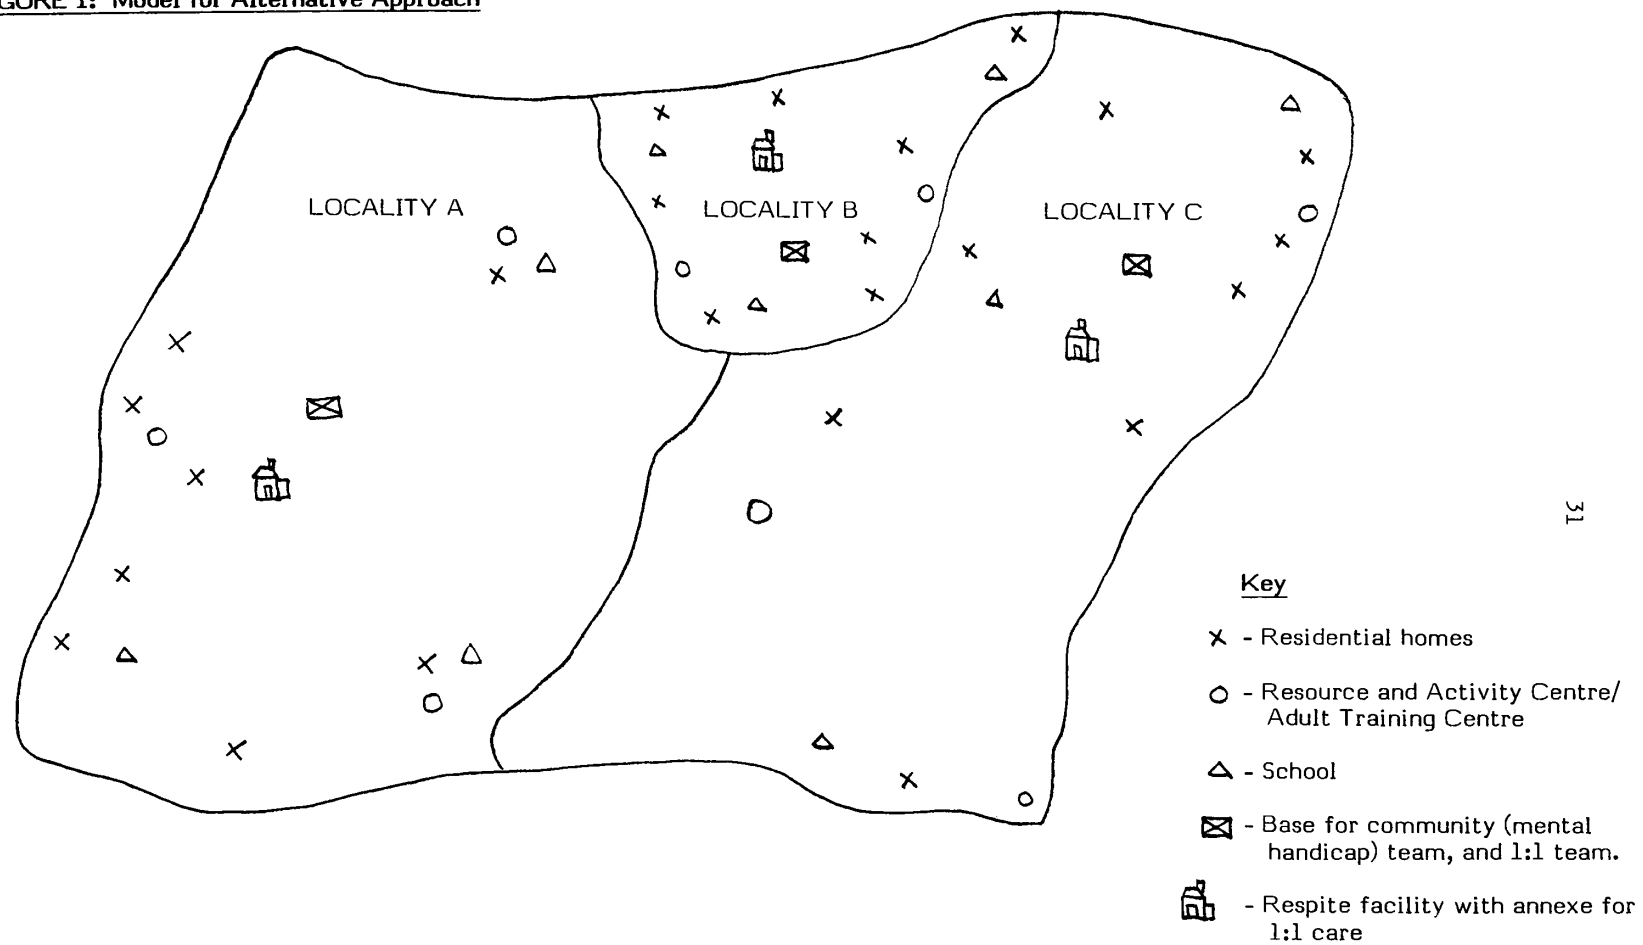 GORE 1: Model for Alternative Approach
LOCALITY A
LOCALITY B
LOCALITY C
31
Key
- Residential homes
- Resource and Activity Centre/
Adult Training Centre
- School
- Base for community (mental
handicap) team, and 1:1 team.
- Respite facility with annexe for
1:1 care